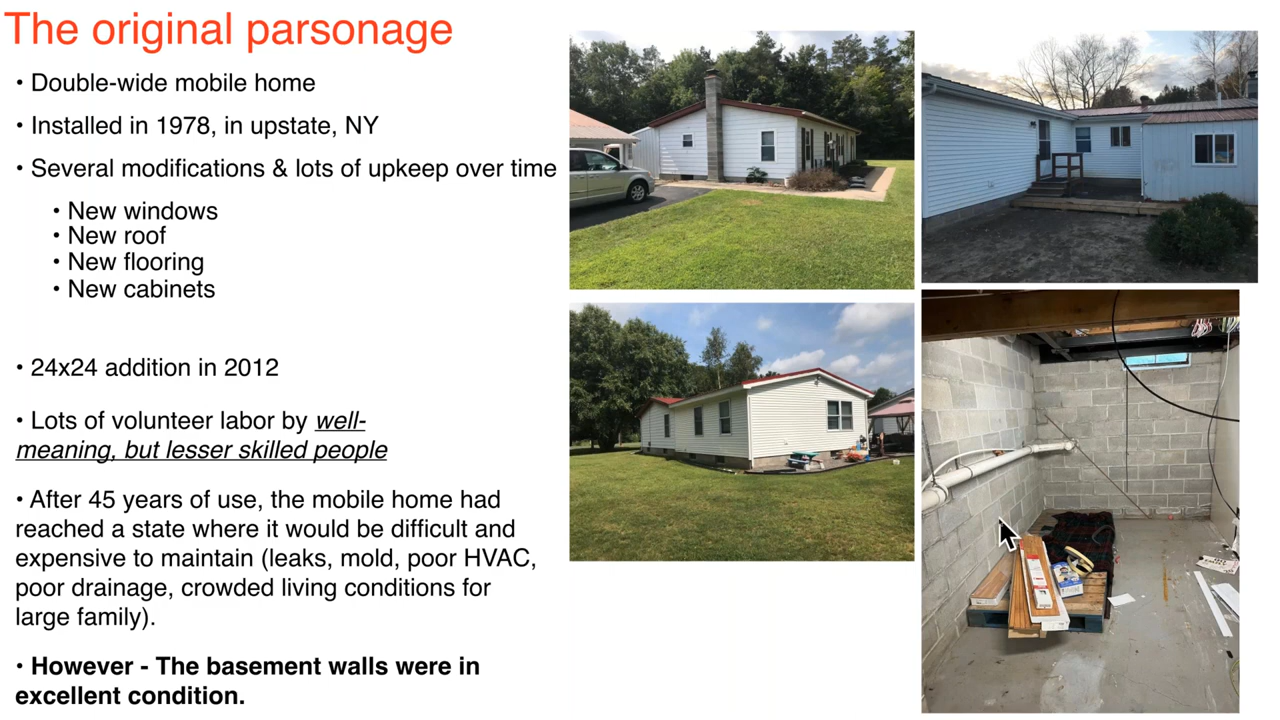 The original parsonage
• Double-wide mobile home
• Installed in 1978, in upstate, NY
• Several modifications & lots of upkeep over time
• New windows
• New roof
• New flooring
• New cabinets
• 24x24 addition in 2012
• Lots of volunteer labor by well-
meaning, but lesser skilled people
• After 45 years of use, the mobile home had
reached a state where it would be difficult and
expensive to maintain (leaks, mold, poor HVAC,
poor drainage, crowded living conditions for
large family).
• However - The basement walls were in
excellent condition.